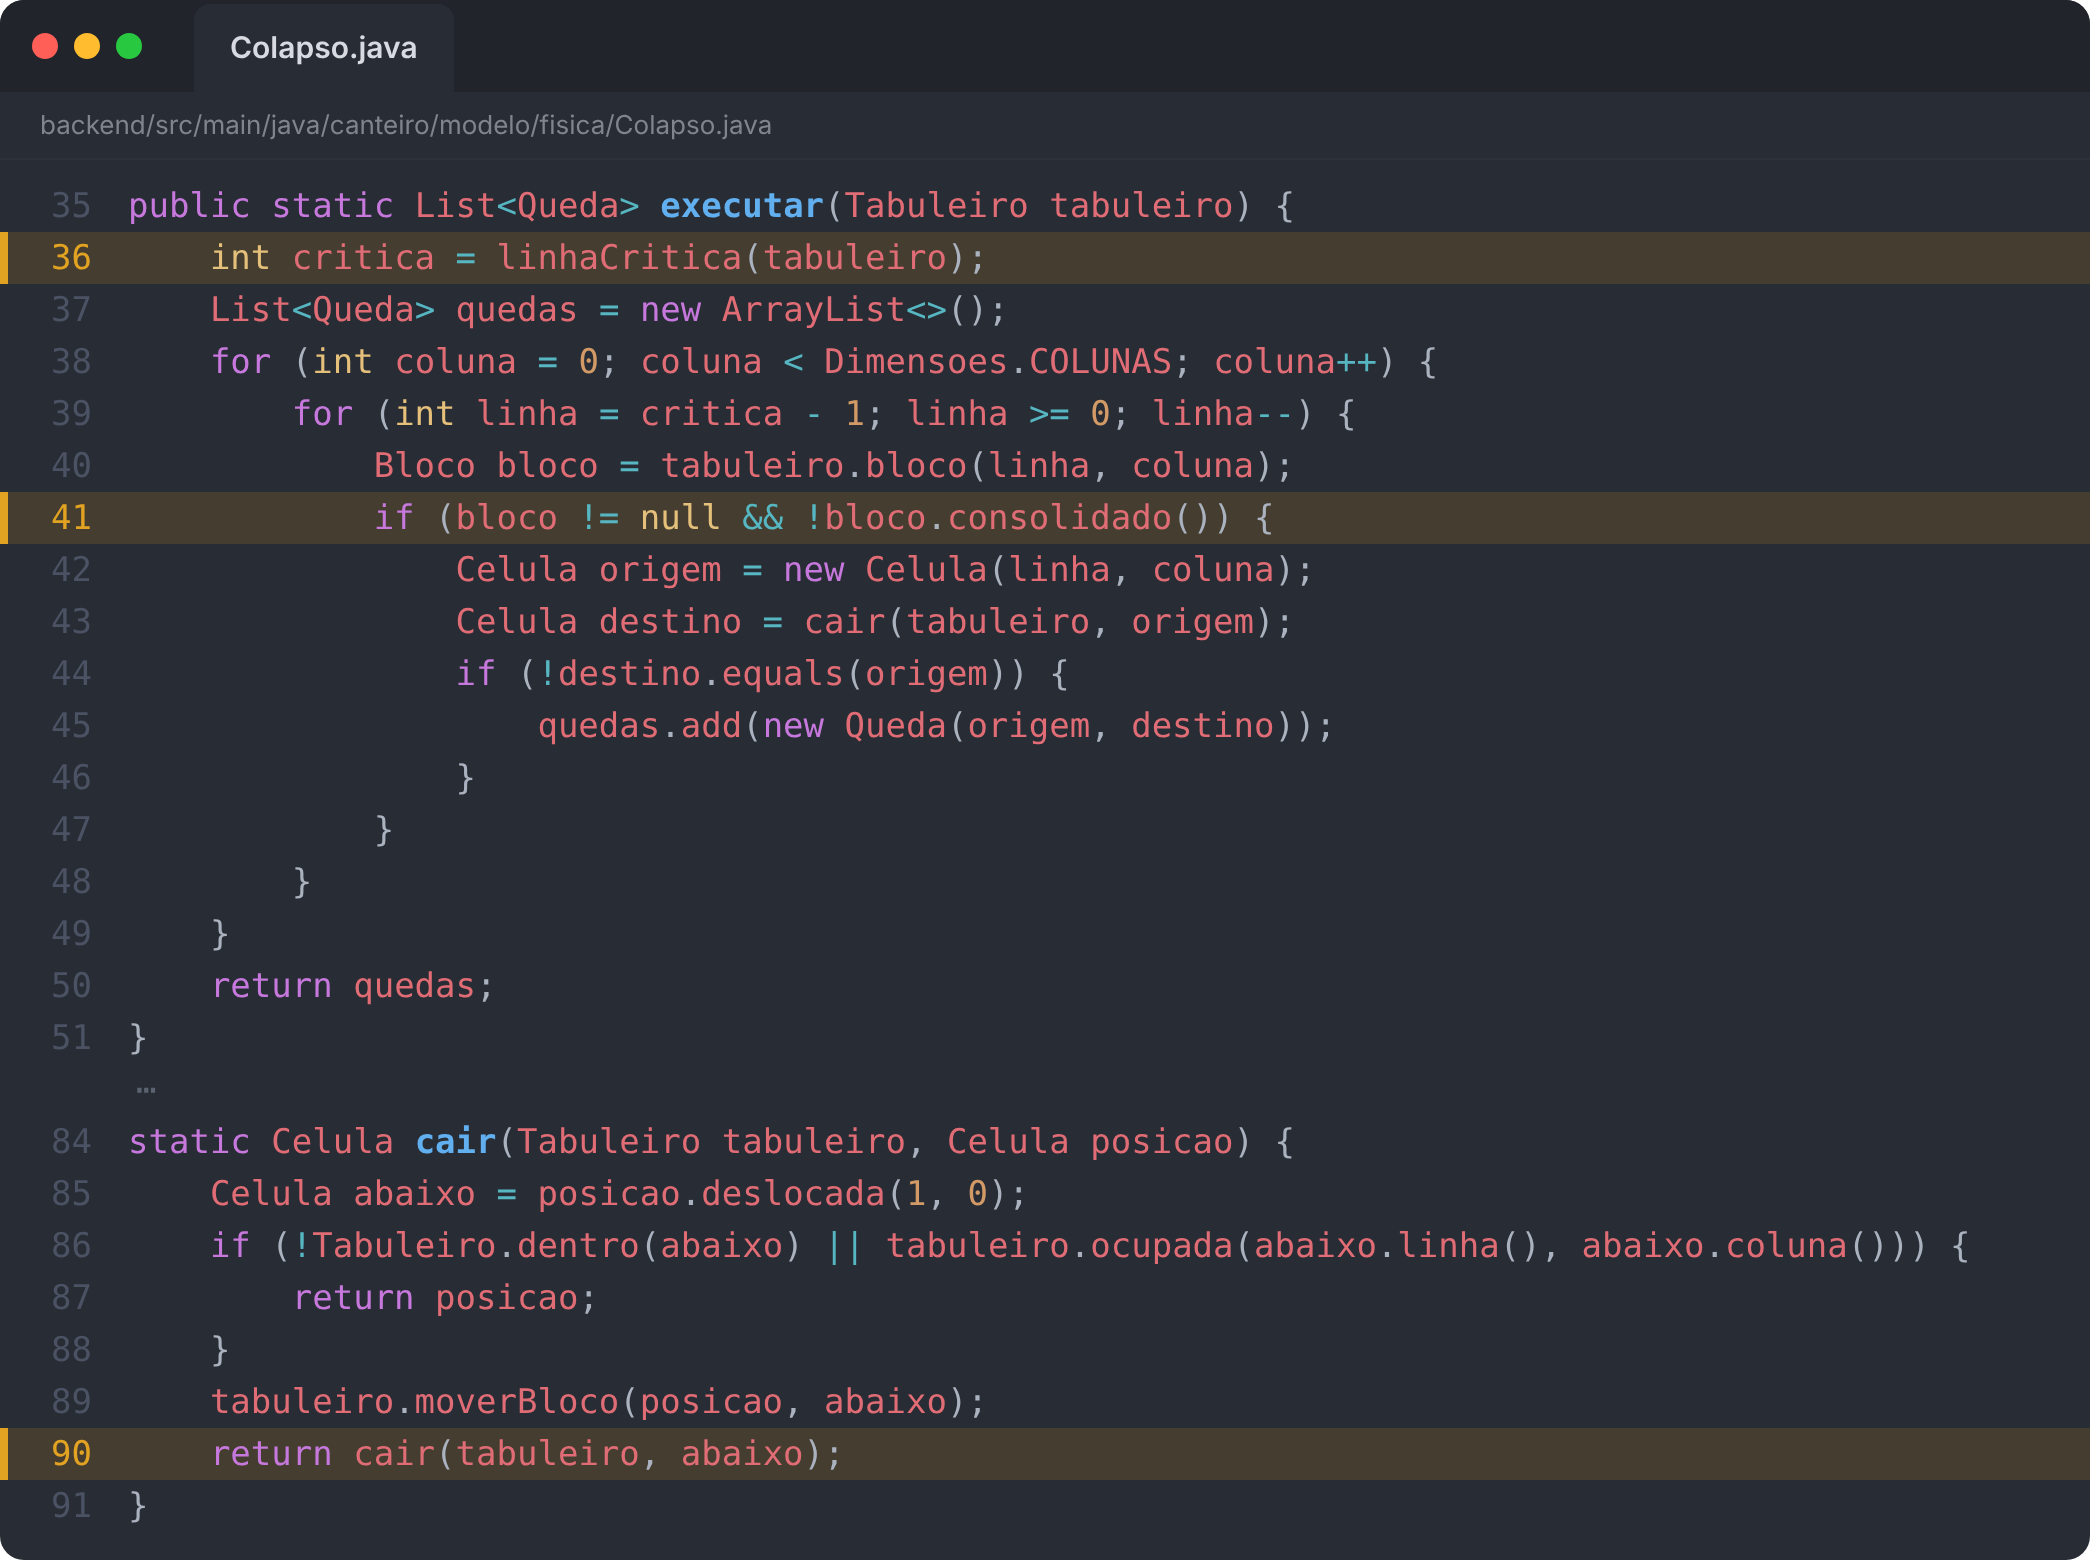 Colapso.java
backend/src/main/java/canteiro/modelo/fisica/Colapso.java
35 public static List<Queda> executar(Tabuleiro tabuleiro) {
36     int critica = linhaCritica(tabuleiro);
37     List<Queda> quedas = new ArrayList<>();
38     for (int coluna = 0; coluna < Dimensoes.COLUNAS; coluna++) {
39         for (int linha = critica - 1; linha >= 0; linha--) {
40             Bloco bloco = tabuleiro.bloco(linha, coluna);
41             if (bloco != null && !bloco.consolidado()) {
42                 Celula origem = new Celula(linha, coluna);
43                 Celula destino = cair(tabuleiro, origem);
44                 if (!destino.equals(origem)) {
45                     quedas.add(new Queda(origem, destino));
46                 }
47             }
48         }
49     }
50     return quedas;
51 }
…
84 static Celula cair(Tabuleiro tabuleiro, Celula posicao) {
85     Celula abaixo = posicao.deslocada(1, 0);
86     if (!Tabuleiro.dentro(abaixo) || tabuleiro.ocupada(abaixo.linha(), abaixo.coluna())) {
87         return posicao;
88     }
89     tabuleiro.moverBloco(posicao, abaixo);
90     return cair(tabuleiro, abaixo);
91 }